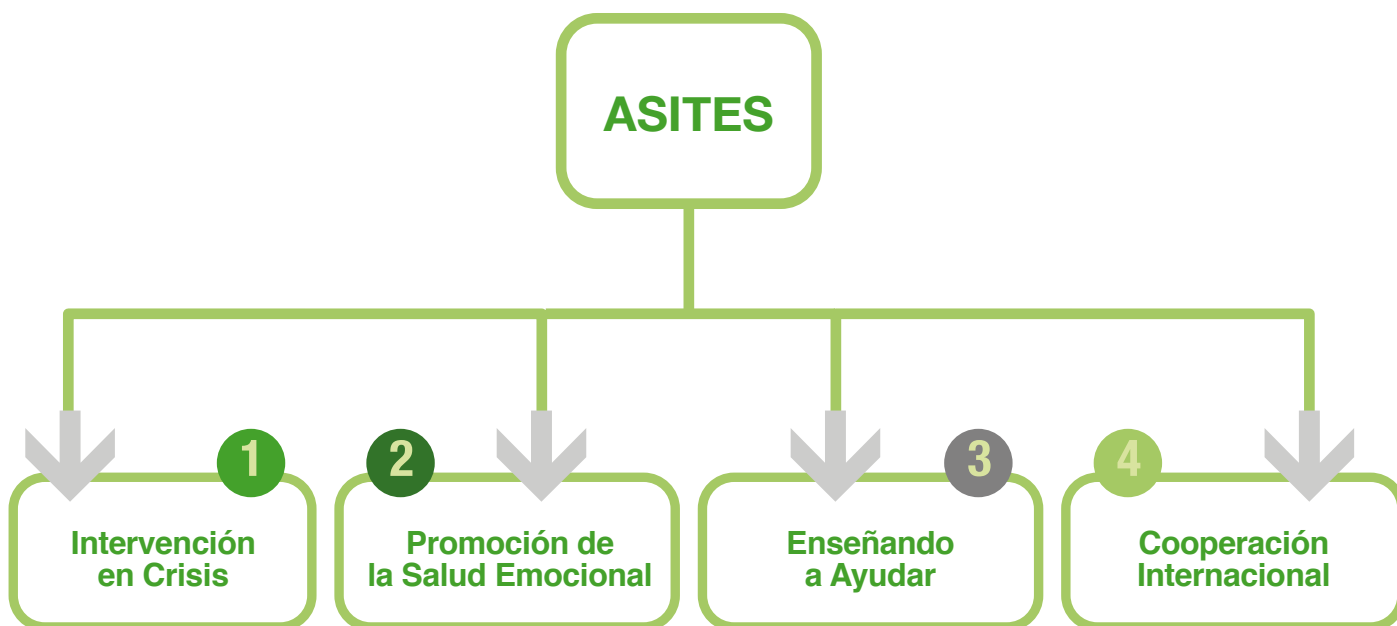 ASITES
1
Intervención
en Crisis
2
Promoción de
la Salud Emocional
3
Enseñando
a Ayudar
4
Cooperación
Internacional